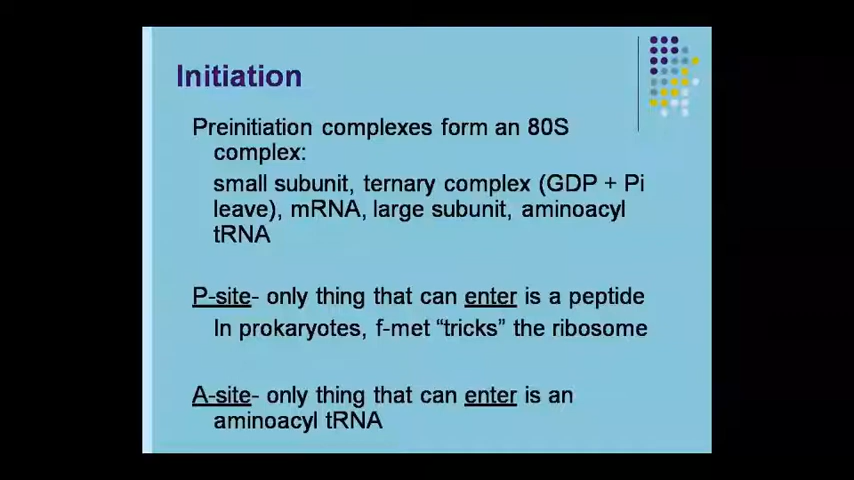 Initiation
Preinitiation complexes form an 80S
complex:
small subunit, ternary complex (GDP + Pi
leave), mRNA, large subunit, aminoacyl
tRNA
P-site- only thing that can enter is a peptide
In prokaryotes, f-met “tricks” the ribosome
A-site- only thing that can enter is an
aminoacyl tRNA